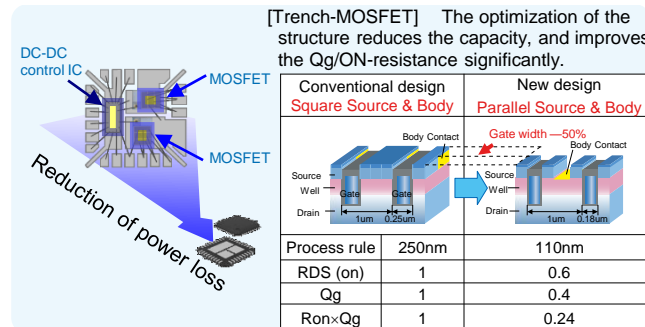 [Trench-MOSFET] The optimization of the
structure reduces the capacity, and improves
the Qg/ON-resistance significantly.
DC-DC
control IC
MOSFET
MOSFET
Reduction of power loss
Conventional design
Square Source & Body
New design
Parallel Source & Body
Body Contact
Gate width —50%
Body Contact
Source
Well
Drain
Gate
Gate
1um
0.25um
Source
Well
Drain
1um
0.18um
Process rule 250nm 110nm
RDS (on) 1 0.6
Qg 1 0.4
Ron×Qg 1 0.24